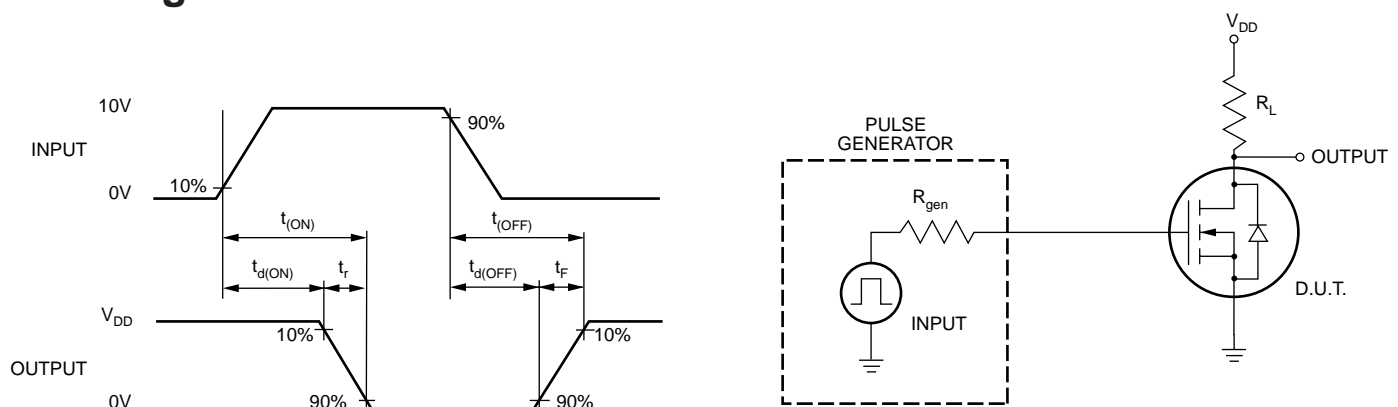 10V
INPUT
0V
10%
90%
t(ON)
t(OFF)
td(ON)
tr
td(OFF)
tF
VDD
10%
10%
OUTPUT
0V
90%
90%
VDD
RL
OUTPUT
PULSE
GENERATOR
Rgen
INPUT
D.U.T.